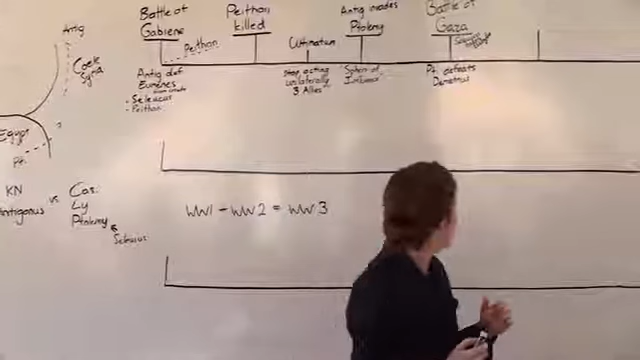 Battle of
Gabiene
Peithon
killed
Antig invades
Ptolemy
Battle of
Gaza
Antig
Peithon
Ultimatum
Coele
Syria
Antig def
Eumenes
• Seleucus
• Peithon
Stop acting
unilaterally
3 Allies
Sphere of
Influence
Pt. defeats
Demetrius
Egypt
Pt.
?
KN
Antigonus
vs
Cas.
Ly
Ptolemy
Seleucus
WW1 - WW2 = WW3